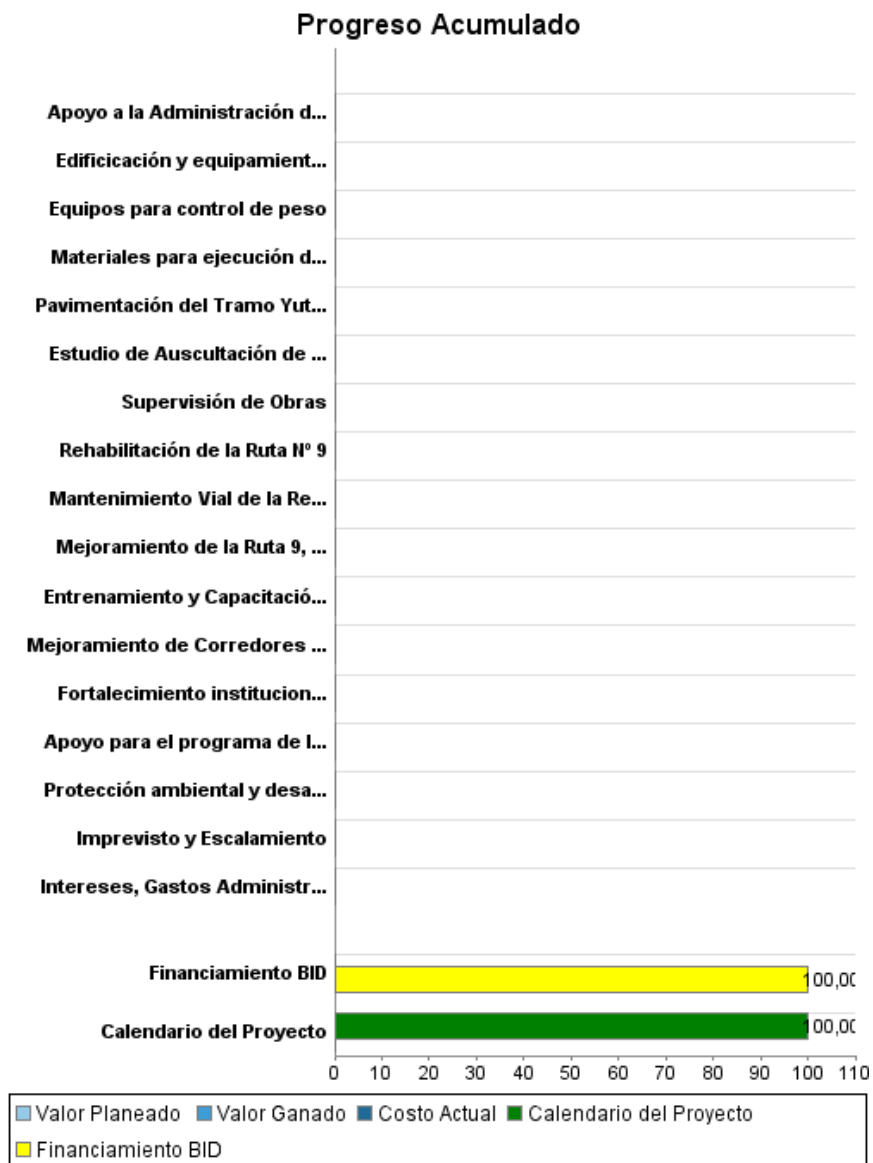 Progreso Acumulado
Apoyo a la Administración d...
Edificicación y equipamient...
Equipos para control de peso
Materiales para ejecución d...
Pavimentación del Tramo Yut...
Estudio de Auscultación de ...
Supervisión de Obras
Rehabilitación de la Ruta Nº 9
Mantenimiento Vial de la Re...
Mejoramiento de la Ruta 9, ...
Entrenamiento y Capacitació...
Mejoramiento de Corredores ...
Fortalecimiento institucion...
Apoyo para el programa de I...
Protección ambiental y desa...
Imprevisto y Escalamiento
Intereses, Gastos Administr...
Financiamiento BID 100,00
Calendario del Proyecto 100,00
0 10 20 30 40 50 60 70 80 90 100 110
Valor Planeado Valor Ganado Costo Actual Calendario del Proyecto
Financiamiento BID